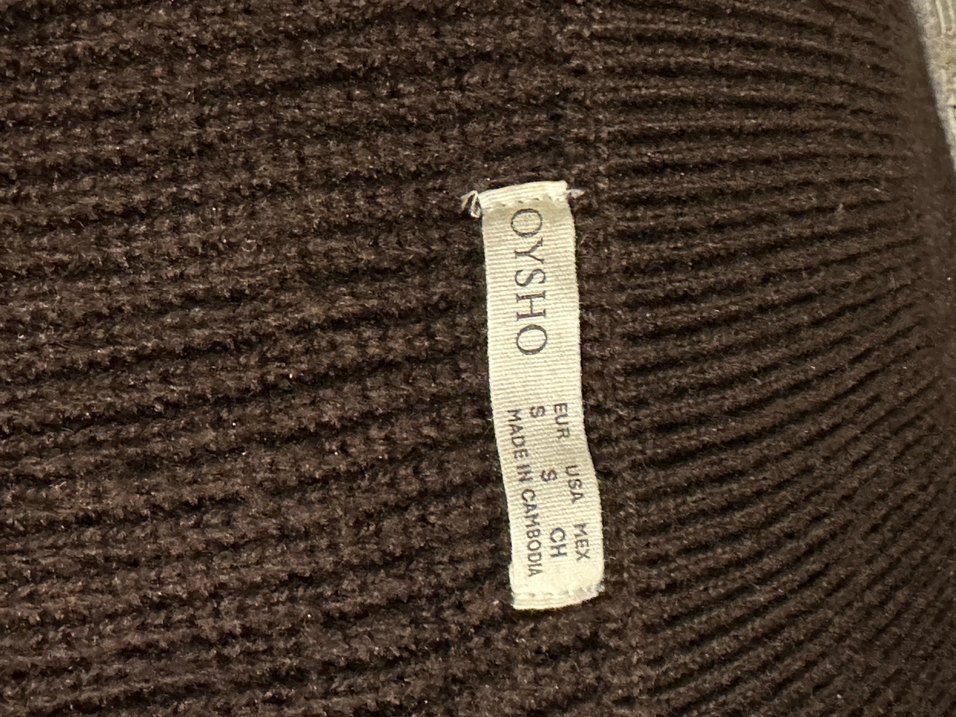 OYSHO
EUR USA MEX
S S CH
MADE IN CAMBODIA